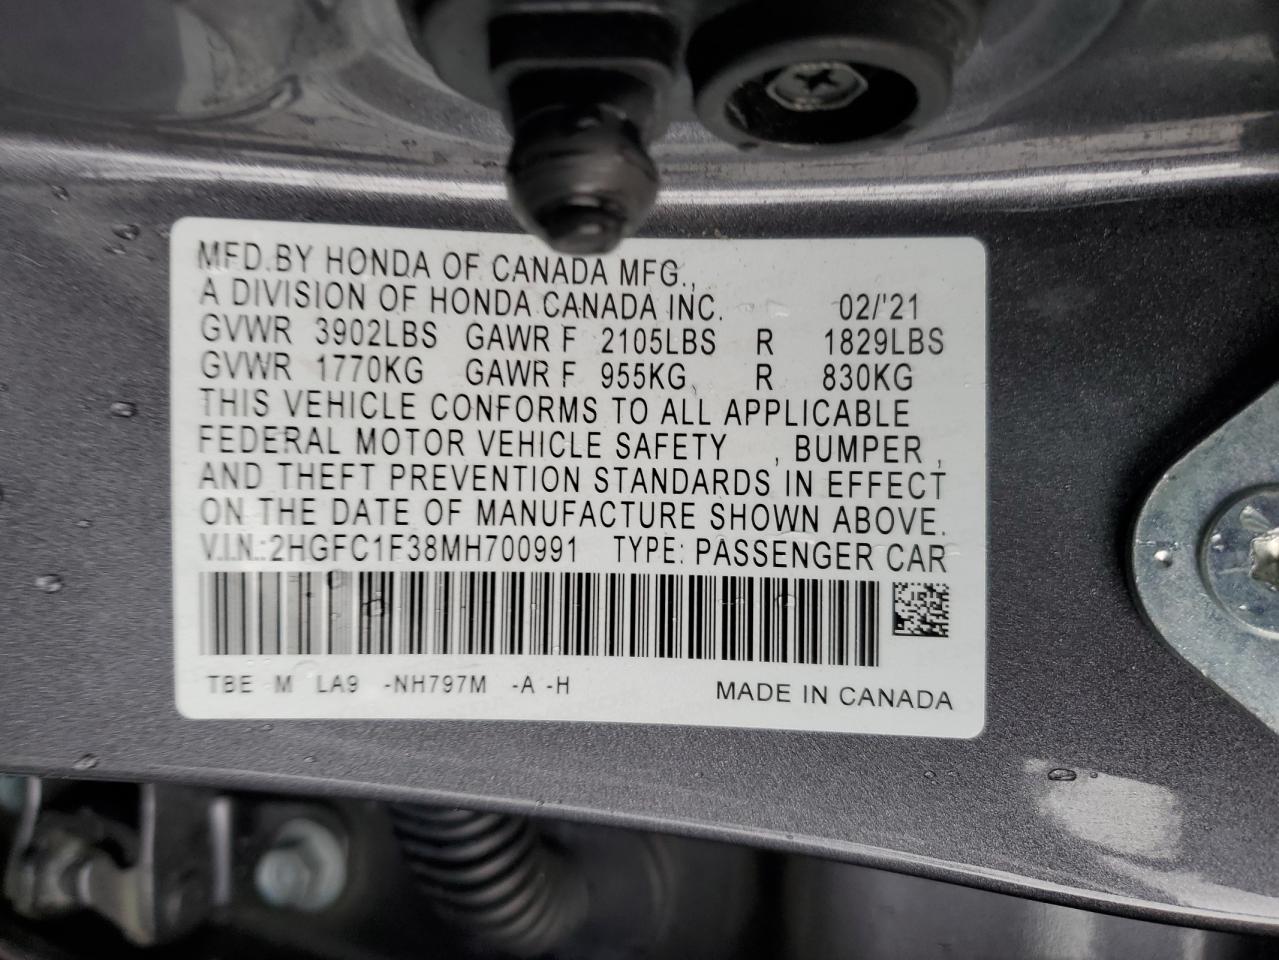 MFD.BY HONDA OF CANADA MFG.,
A DIVISION OF HONDA CANADA INC. 02/'21
GVWR 3902LBS GAWR F 2105LBS R 1829LBS
GVWR 1770KG GAWR F 955KG R 830KG
THIS VEHICLE CONFORMS TO ALL APPLICABLE
FEDERAL MOTOR VEHICLE SAFETY , BUMPER ,
AND THEFT PREVENTION STANDARDS IN EFFECT
ON THE DATE OF MANUFACTURE SHOWN ABOVE.
V.I.N.:2HGFC1F38MH700991 TYPE: PASSENGER CAR
TBE M LA9 -NH797M -A -H MADE IN CANADA